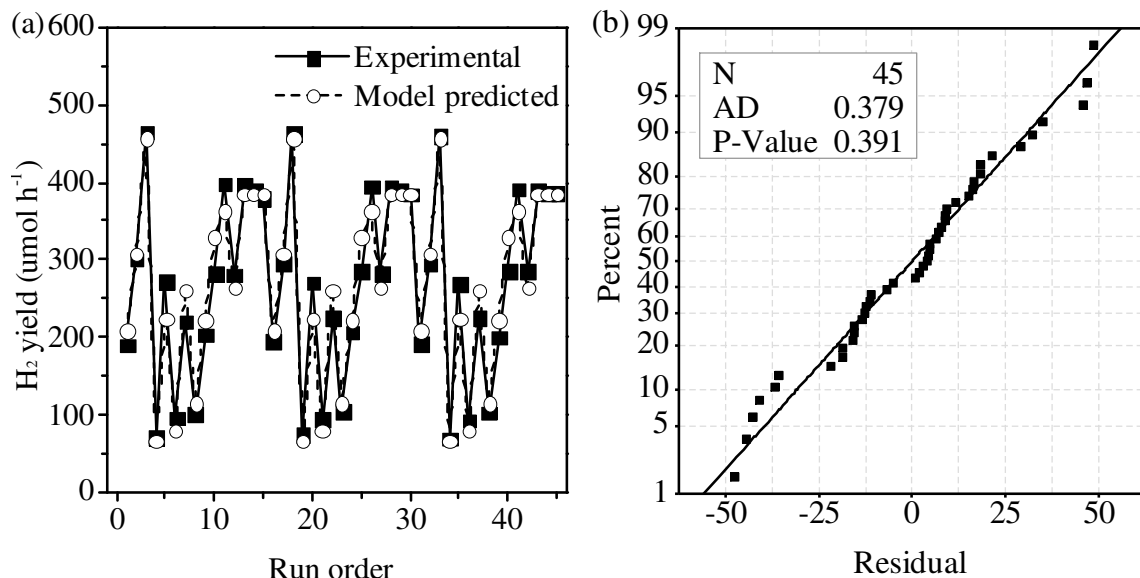 (a)
600
500
400
300
200
100
0
H₂ yield (umol h⁻¹)
Experimental
Model predicted
0 10 20 30 40
Run order
(b)
99
95
90
80
70
60
50
40
30
20
10
5
1
Percent
N 45
AD 0.379
P-Value 0.391
-50 -25 0 25 50
Residual